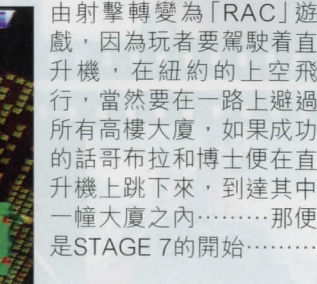 由射擊轉變為「RAC」遊
戲，因為玩者要駕駛着直
升機，在紐約的上空飛
行，當然要在一路上避過
所有高樓大廈，如果成功
的話哥布拉和博士便在直
升機上跳下來，到達其中
一幢大廈之內………那便
是STAGE 7的開始………